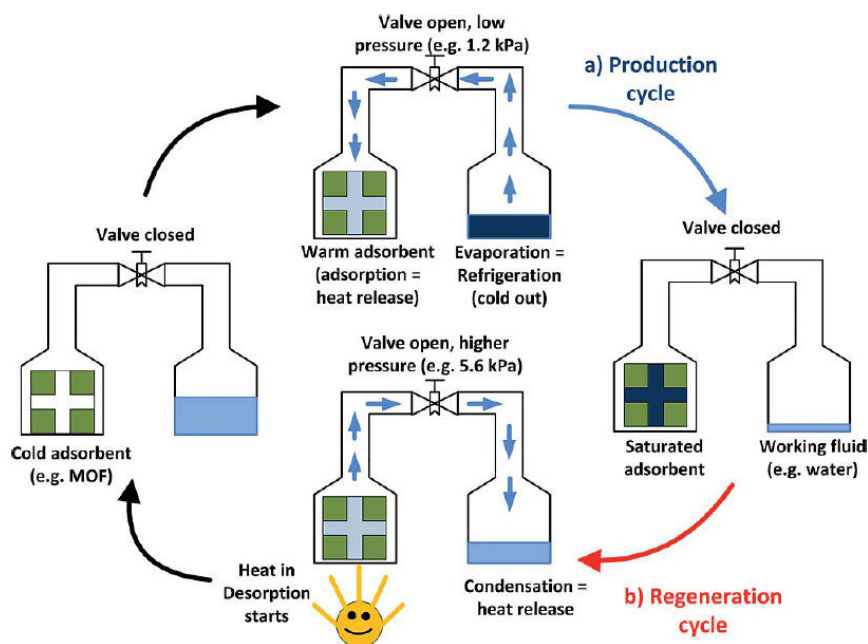 Valve open, low
pressure (e.g. 1.2 kPa)
a) Production
cycle
Valve closed
Warm adsorbent
(adsorption =
heat release)
Evaporation =
Refrigeration
(cold out)
Valve closed
Valve open, higher
pressure (e.g. 5.6 kPa)
Cold adsorbent
(e.g. MOF)
Saturated
adsorbent
Working fluid
(e.g. water)
Heat in
Desorption
starts
Condensation =
heat release
b) Regeneration
cycle